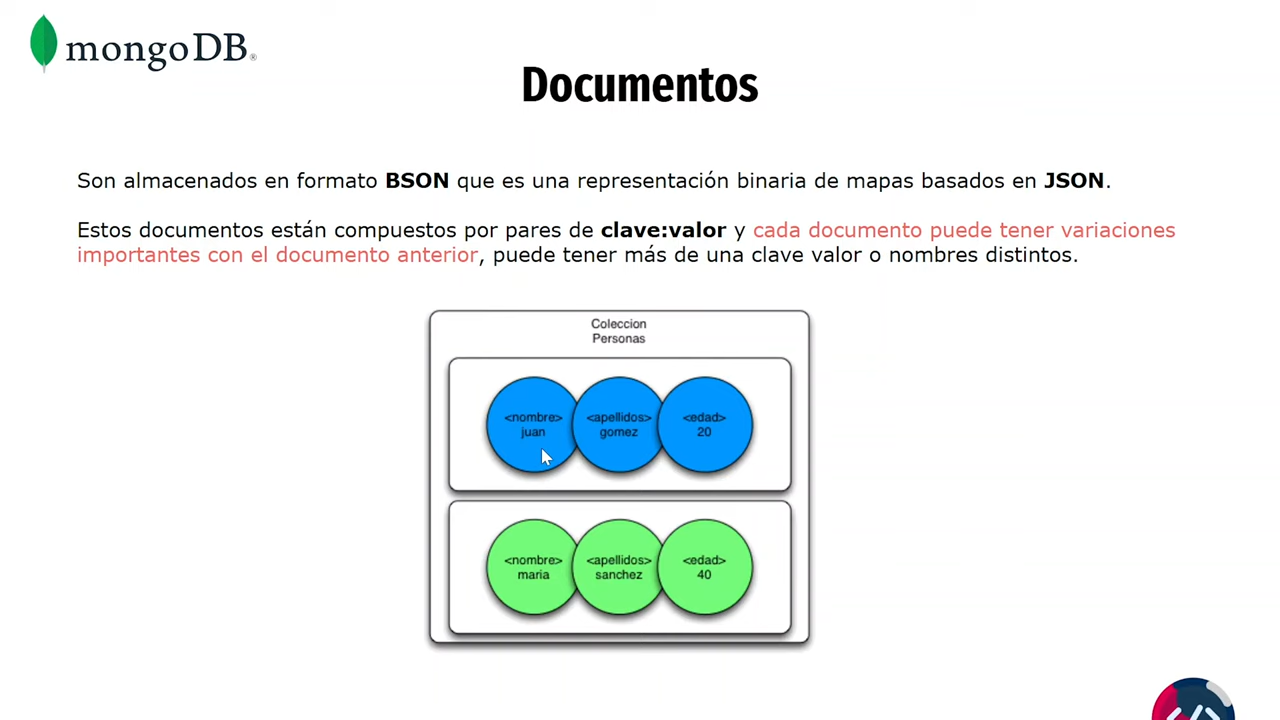 mongoDB®
Documentos
Son almacenados en formato BSON que es una representación binaria de mapas basados en JSON.
Estos documentos están compuestos por pares de clave:valor y cada documento puede tener variaciones
importantes con el documento anterior, puede tener más de una clave valor o nombres distintos.
Coleccion
Personas
<nombre> <apellidos> <edad>
juan gomez 20
<nombre> <apellidos> <edad>
maria sanchez 40